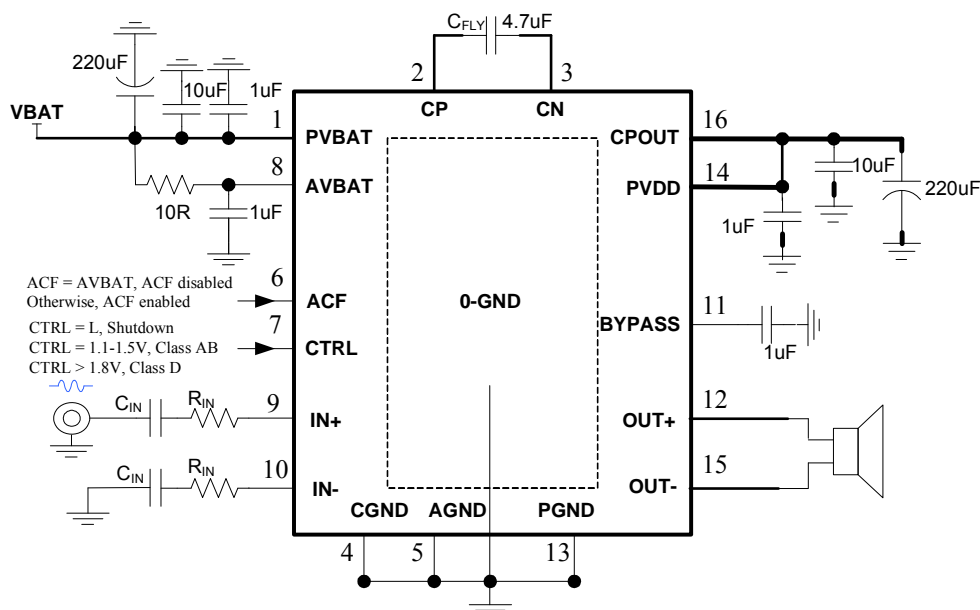 CFLY 4.7uF
2 3
CP CN
220uF
10uF
1uF
VBAT
1
PVBAT
8
AVBAT
10R
1uF
ACF = AVBAT, ACF disabled
Otherwise, ACF enabled
6
ACF
CTRL = L, Shutdown
CTRL = 1.1-1.5V, Class AB
CTRL > 1.8V, Class D
7
CTRL
CIN
RIN
9
IN+
CIN
RIN
10
IN-
0-GND
CPOUT
16
PVDD
14
10uF
220uF
1uF
BYPASS
11
1uF
OUT+
12
OUT-
15
CGND AGND PGND
4 5 13